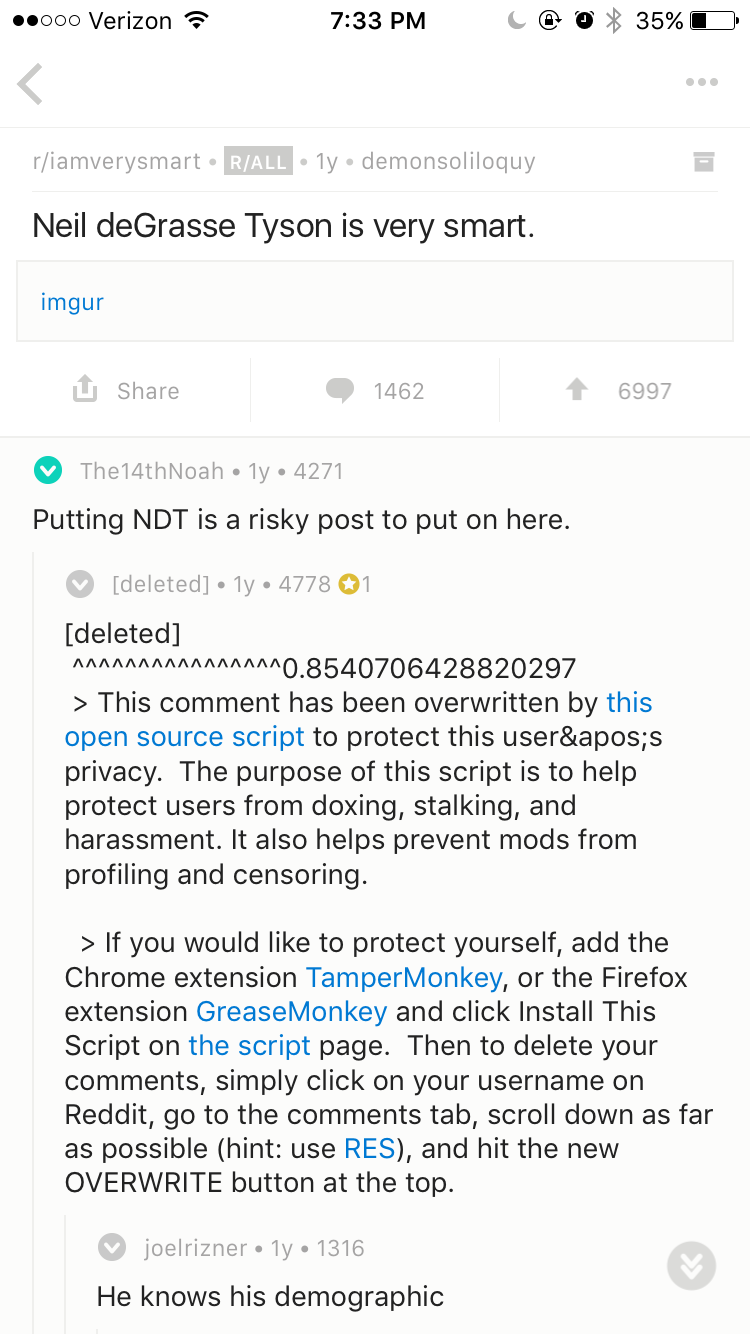 Verizon 7:33 PM 35%
r/iamverysmart • R/ALL • 1y • demonsoliloquy
Neil deGrasse Tyson is very smart.
imgur
Share 1462 6997
The14thNoah • 1y • 4271
Putting NDT is a risky post to put on here.
[deleted] • 1y • 4778 1
[deleted]
^^^^^^^^^^^^^^^^0.8540706428820297
> This comment has been overwritten by this
open source script to protect this user&apos;s
privacy.  The purpose of this script is to help
protect users from doxing, stalking, and
harassment. It also helps prevent mods from
profiling and censoring.
> If you would like to protect yourself, add the
Chrome extension TamperMonkey, or the Firefox
extension GreaseMonkey and click Install This
Script on the script page.  Then to delete your
comments, simply click on your username on
Reddit, go to the comments tab, scroll down as far
as possible (hint: use RES), and hit the new
OVERWRITE button at the top.
joelrizner • 1y • 1316
He knows his demographic